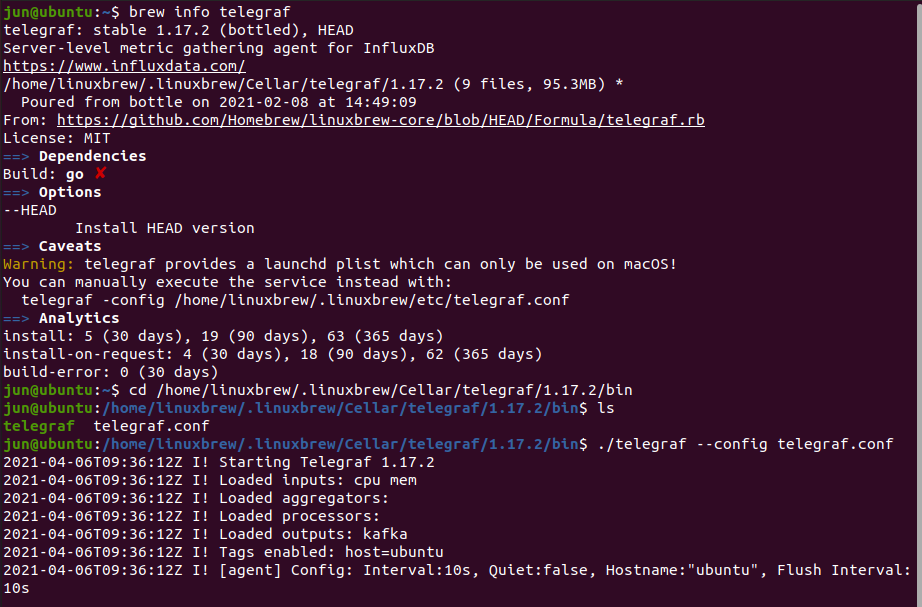 jun@ubuntu:~$ brew info telegraf
telegraf: stable 1.17.2 (bottled), HEAD
Server-level metric gathering agent for InfluxDB
https://www.influxdata.com/
/home/linuxbrew/.linuxbrew/Cellar/telegraf/1.17.2 (9 files, 95.3MB) *
  Poured from bottle on 2021-02-08 at 14:49:09
From: https://github.com/Homebrew/linuxbrew-core/blob/HEAD/Formula/telegraf.rb
License: MIT
==> Dependencies
Build: go ✘
==> Options
--HEAD
        Install HEAD version
==> Caveats
Warning: telegraf provides a launchd plist which can only be used on macOS!
You can manually execute the service instead with:
  telegraf -config /home/linuxbrew/.linuxbrew/etc/telegraf.conf
==> Analytics
install: 5 (30 days), 19 (90 days), 63 (365 days)
install-on-request: 4 (30 days), 18 (90 days), 62 (365 days)
build-error: 0 (30 days)
jun@ubuntu:~$ cd /home/linuxbrew/.linuxbrew/Cellar/telegraf/1.17.2/bin
jun@ubuntu:/home/linuxbrew/.linuxbrew/Cellar/telegraf/1.17.2/bin$ ls
telegraf  telegraf.conf
jun@ubuntu:/home/linuxbrew/.linuxbrew/Cellar/telegraf/1.17.2/bin$ ./telegraf --config telegraf.conf
2021-04-06T09:36:12Z I! Starting Telegraf 1.17.2
2021-04-06T09:36:12Z I! Loaded inputs: cpu mem
2021-04-06T09:36:12Z I! Loaded aggregators:
2021-04-06T09:36:12Z I! Loaded processors:
2021-04-06T09:36:12Z I! Loaded outputs: kafka
2021-04-06T09:36:12Z I! Tags enabled: host=ubuntu
2021-04-06T09:36:12Z I! [agent] Config: Interval:10s, Quiet:false, Hostname:"ubuntu", Flush Interval:
10s